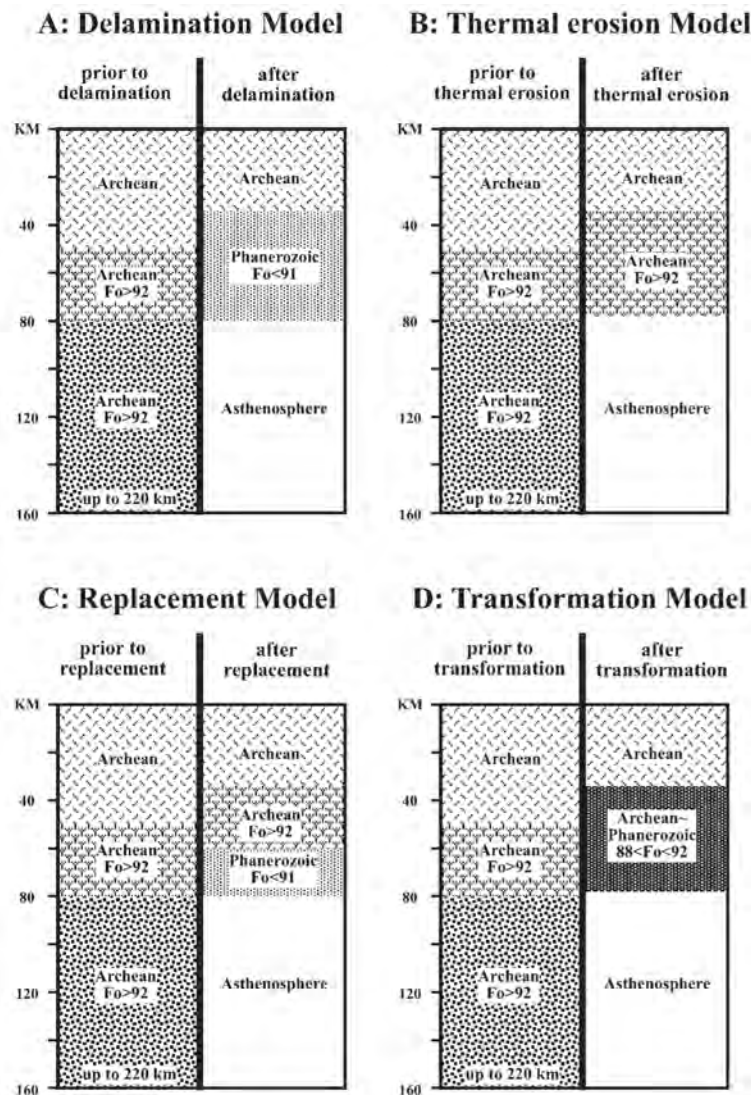 A: Delamination Model
prior to
delamination
after
delamination
KM
40
80
120
160
Archean
Archean
Fo>92
Archean
Fo>92
up to 220 km
Archean
Phanerozoic
Fo<91
Asthenosphere
B: Thermal erosion Model
prior to
thermal erosion
after
thermal erosion
KM
40
80
120
160
Archean
Archean
Fo>92
Archean
Fo>92
up to 220 km
Archean
Archean
Fo>92
Asthenosphere
C: Replacement Model
prior to
replacement
after
replacement
KM
40
80
120
160
Archean
Archean
Fo>92
Archean
Fo>92
up to 220 km
Archean
Archean
Fo>92
Phanerozoic
Fo<91
Asthenosphere
D: Transformation Model
prior to
transformation
after
transformation
KM
40
80
120
160
Archean
Archean
Fo>92
Archean
Fo>92
up to 220 km
Archean
Archean~
Phanerozoic
88<Fo<92
Asthenosphere